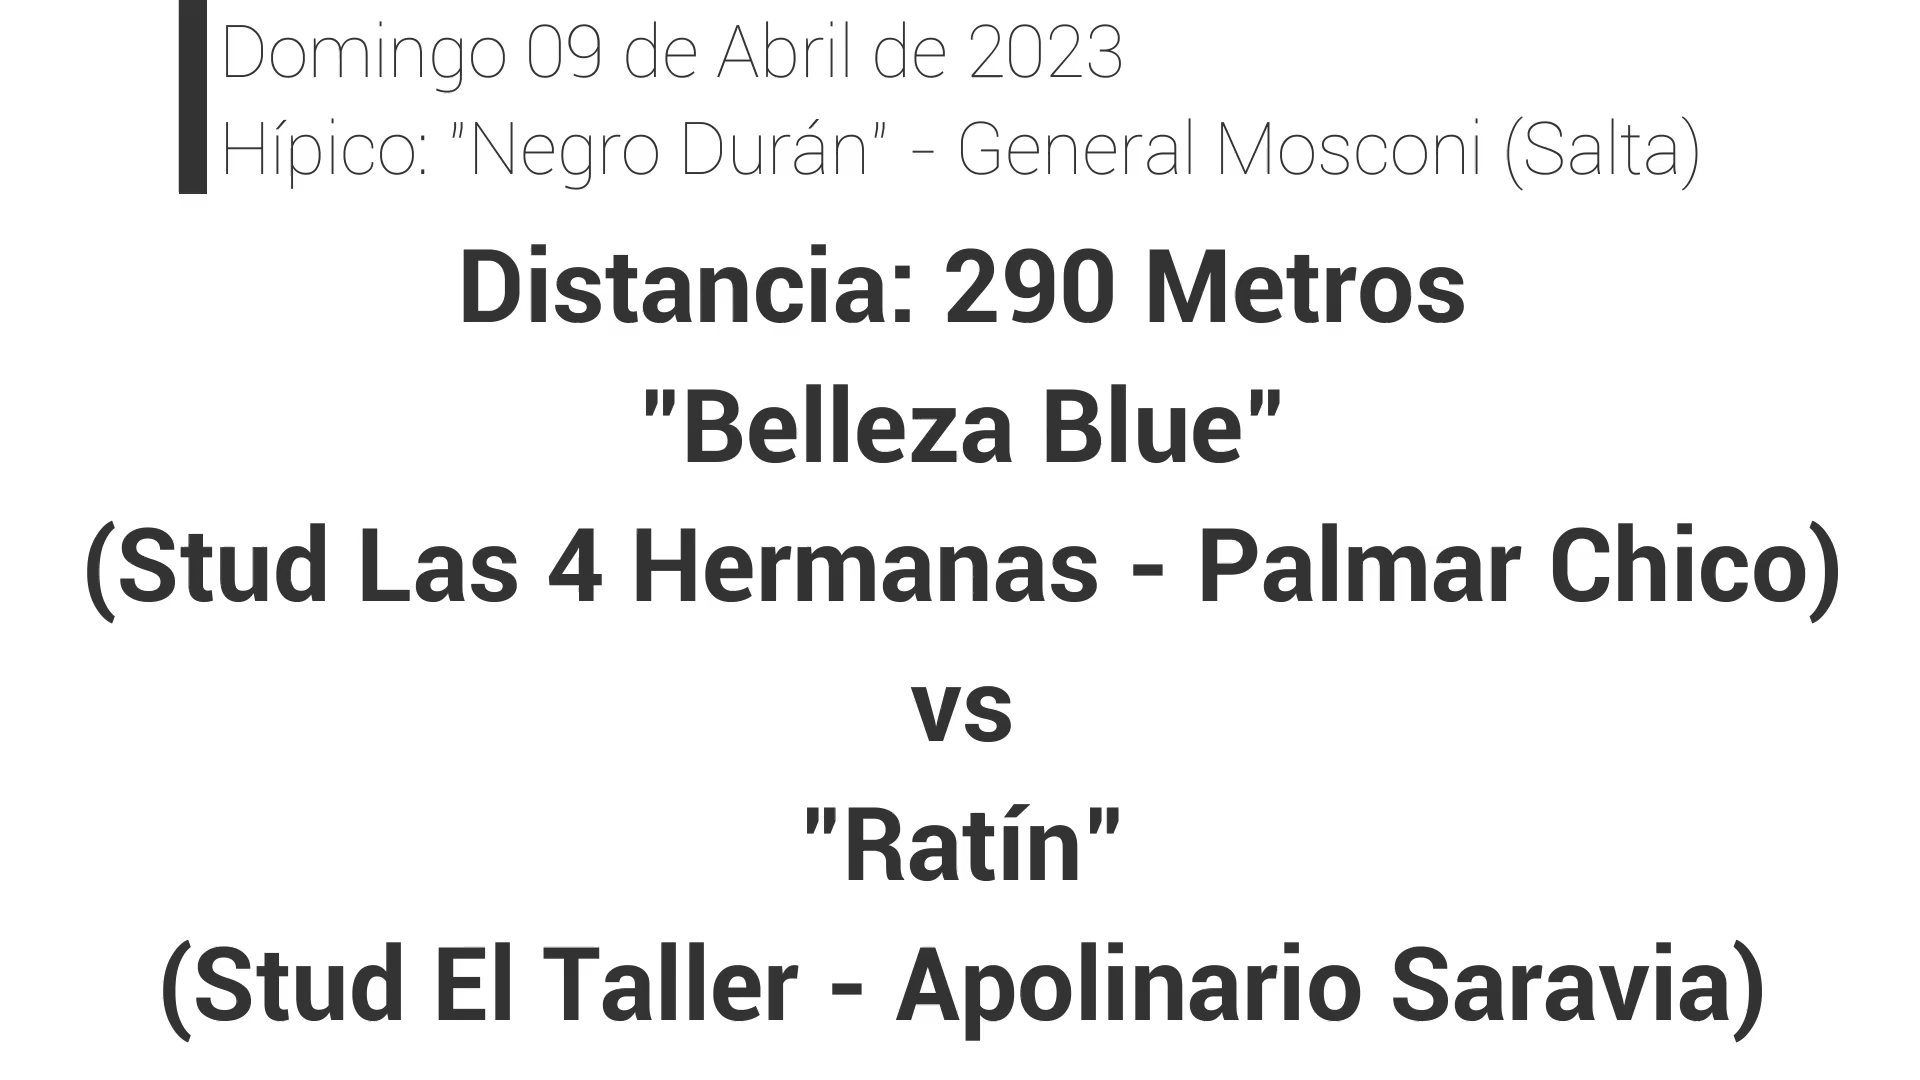 Domingo 09 de Abril de 2023
Hípico: "Negro Durán" - General Mosconi (Salta)
Distancia: 290 Metros
"Belleza Blue"
(Stud Las 4 Hermanas - Palmar Chico)
vs
"Ratín"
(Stud El Taller - Apolinario Saravia)